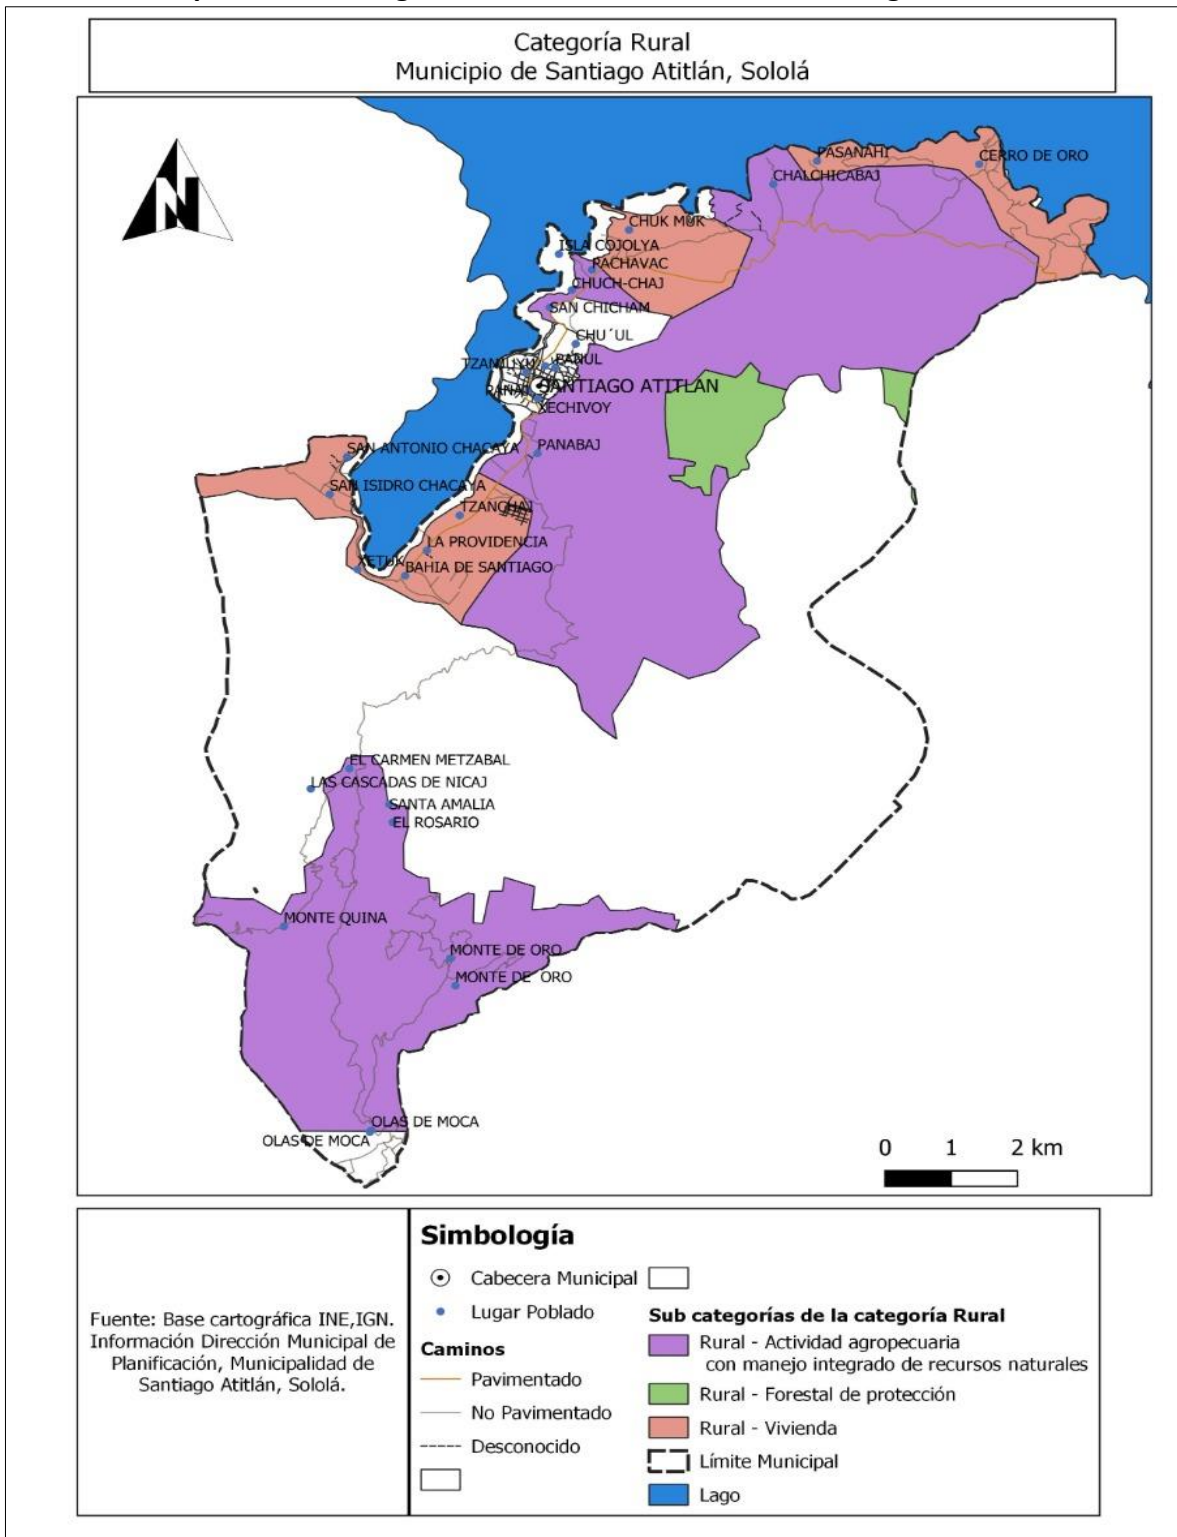 Categoría Rural
Municipio de Santiago Atitlán, Sololá
N
PASANAHI
CERRO DE ORO
CHALCHICABAJ
CHUK MUK
ISLA COJOLYA
PACHAVAC
CHUCH-CHAJ
SAN CHICHAM
CHU´UL
PANUL
SANTIAGO ATITLAN
XECHIVOY
PANABAJ
SAN ANTONIO CHACAYA
SAN ISIDRO CHACAYA
TZANCHAJ
LA PROVIDENCIA
XETUK
BAHIA DE SANTIAGO
EL CARMEN METZABAL
LAS CASCADAS DE NICAJ
SANTA AMALIA
EL ROSARIO
MONTE QUINA
MONTE DE ORO
MONTE DE ORO
OLAS DE MOCA
OLAS DE MOCA
0 1 2 km
Fuente: Base cartográfica INE,IGN.
Información Dirección Municipal de
Planificación, Municipalidad de
Santiago Atitlán, Sololá.
Simbología
Cabecera Municipal
Lugar Poblado
Caminos
Pavimentado
No Pavimentado
Desconocido
Sub categorías de la categoría Rural
Rural - Actividad agropecuaria
con manejo integrado de recursos naturales
Rural - Forestal de protección
Rural - Vivienda
Límite Municipal
Lago